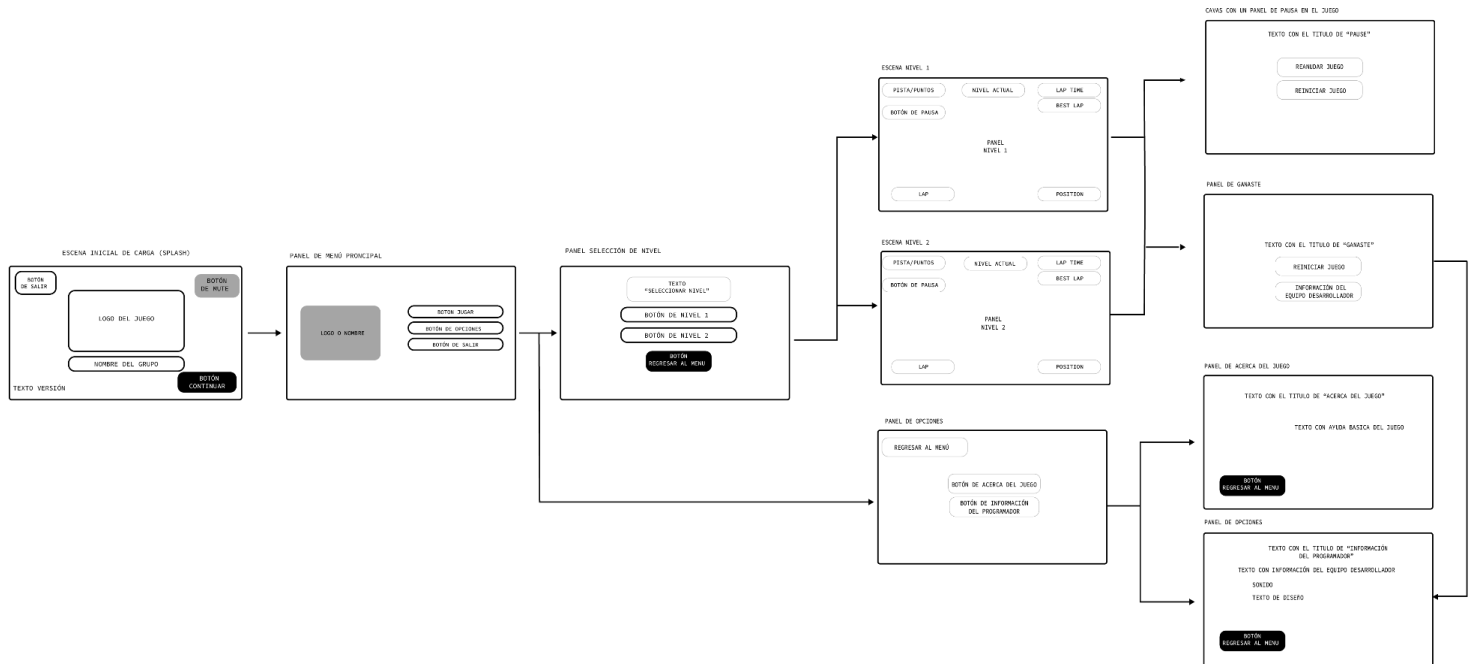 ESCENA INICIAL DE CARGA (SPLASH)
BOTÓN
DE SALIR
BOTÓN
DE MUTE
LOGO DEL JUEGO
NOMBRE DEL GRUPO
TEXTO VERSIÓN
BOTÓN
CONTINUAR
PANEL DE MENÚ PRONCIPAL
LOGO O NOMBRE
BOTON JUGAR
BOTÓN DE OPCIONES
BOTÓN DE SALIR
PANEL SELECCIÓN DE NIVEL
TEXTO
"SELECCIONAR NIVEL"
BOTÓN DE NIVEL 1
BOTÓN DE NIVEL 2
BOTÓN
REGRESAR AL MENU
ESCENA NIVEL 1
PISTA/PUNTOS
NIVEL ACTUAL
LAP TIME
BEST LAP
BOTÓN DE PAUSA
PANEL
NIVEL 1
LAP
POSITION
ESCENA NIVEL 2
PISTA/PUNTOS
NIVEL ACTUAL
LAP TIME
BEST LAP
BOTÓN DE PAUSA
PANEL
NIVEL 2
LAP
POSITION
PANEL DE OPCIONES
REGRESAR AL MENÚ
BOTÓN DE ACERCA DEL JUEGO
BOTÓN DE INFORMACIÓN
DEL PROGRAMADOR
CAVAS CON UN PANEL DE PAUSA EN EL JUEGO
TEXTO CON EL TITULO DE "PAUSE"
REANUDAR JUEGO
REINICIAR JUEGO
PANEL DE GANASTE
TEXTO CON EL TITULO DE "GANASTE"
REINICIAR JUEGO
INFORMACIÓN DEL
EQUIPO DESARROLLADOR
PANEL DE ACERCA DEL JUEGO
TEXTO CON EL TITULO DE "ACERCA DEL JUEGO"
TEXTO CON AYUDA BASICA DEL JUEGO
BOTÓN
REGRESAR AL MENU
PANEL DE OPCIONES
TEXTO CON EL TITULO DE "INFORMACIÓN
DEL PROGRAMADOR"
TEXTO CON INFORMACIÓN DEL EQUIPO DESARROLLADOR
SONIDO
TEXTO DE DISEÑO
BOTÓN
REGRESAR AL MENU